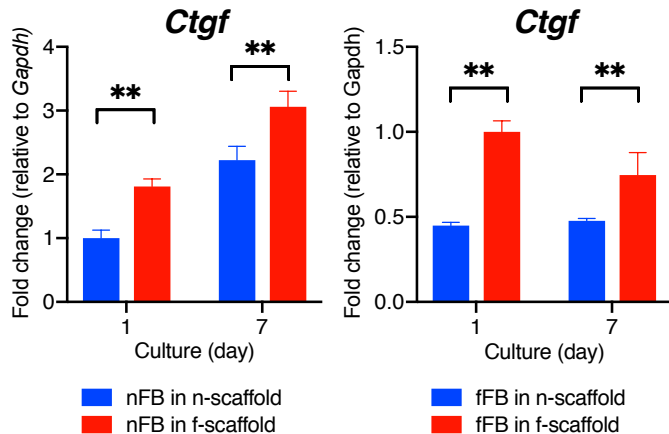 Ctgf
Fold change (relative to Gapdh)
4
3
2
1
0
**
**
1
7
Culture (day)
nFB in n-scaffold
nFB in f-scaffold
Ctgf
Fold change (relative to Gapdh)
1.5
1.0
0.5
0.0
**
**
1
7
Culture (day)
fFB in n-scaffold
fFB in f-scaffold